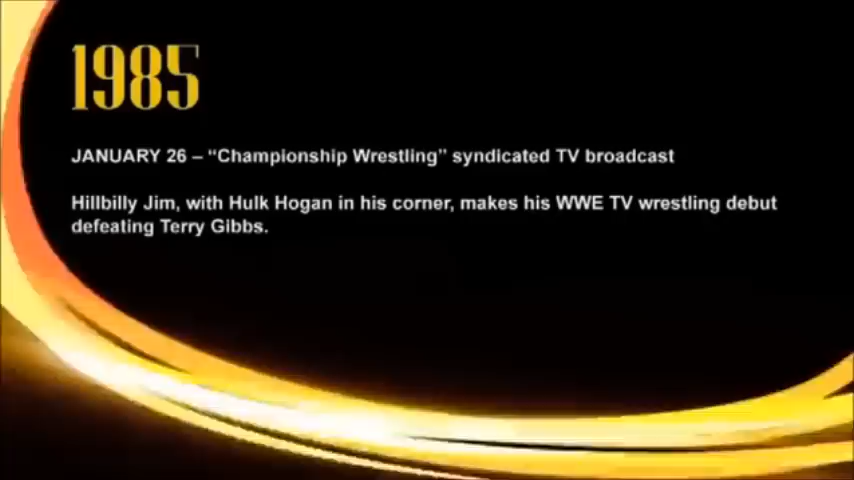 1985
JANUARY 26 – “Championship Wrestling” syndicated TV broadcast
Hillbilly Jim, with Hulk Hogan in his corner, makes his WWE TV wrestling debut
defeating Terry Gibbs.